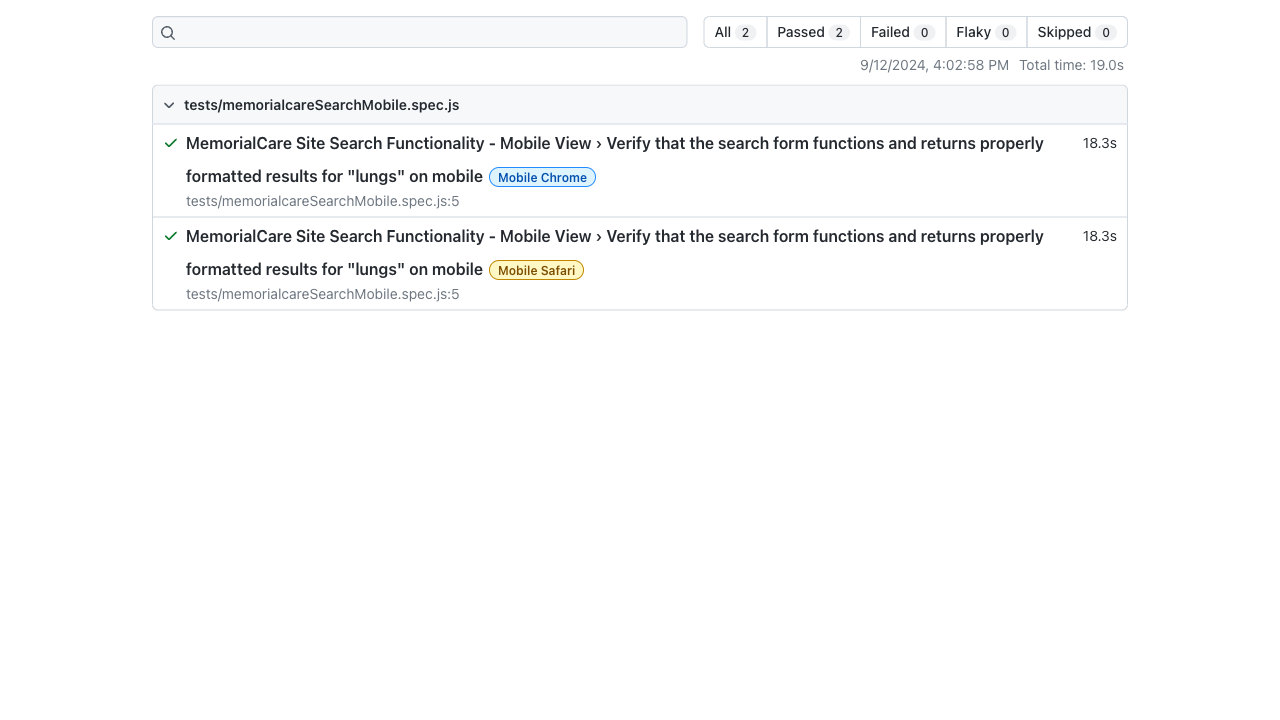 All 2 Passed 2 Failed 0 Flaky 0 Skipped 0
9/12/2024, 4:02:58 PM Total time: 19.0s
tests/memorialcareSearchMobile.spec.js
MemorialCare Site Search Functionality - Mobile View › Verify that the search form functions and returns properly 18.3s
formatted results for "lungs" on mobile Mobile Chrome
tests/memorialcareSearchMobile.spec.js:5
MemorialCare Site Search Functionality - Mobile View › Verify that the search form functions and returns properly 18.3s
formatted results for "lungs" on mobile Mobile Safari
tests/memorialcareSearchMobile.spec.js:5